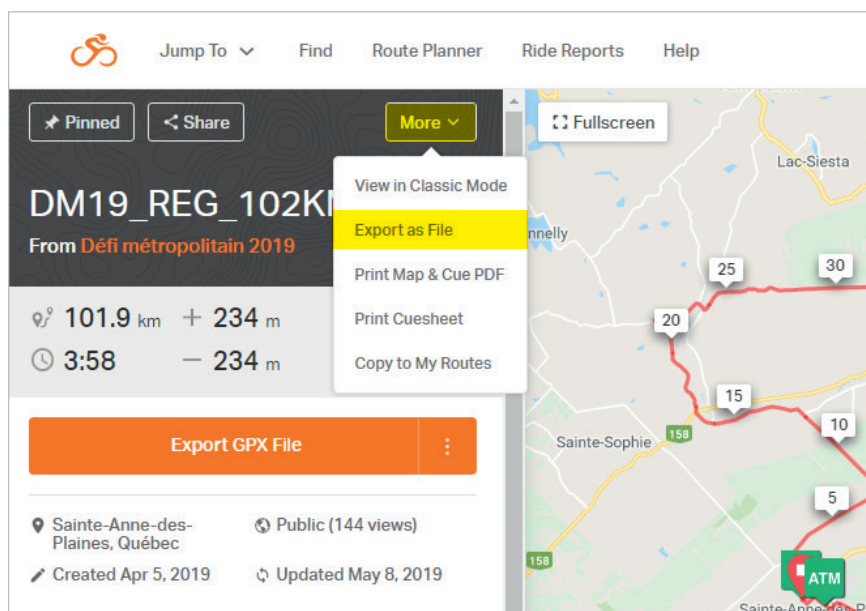 Jump To
Find
Route Planner
Ride Reports
Help
Pinned
Share
More
Fullscreen
View in Classic Mode
Export as File
Print Map & Cue PDF
Print Cuesheet
Copy to My Routes
DM19_REG_102K
From Défi métropolitain 2019
101.9 km
+ 234 m
3:58
− 234 m
Export GPX File
Sainte-Anne-des-
Plaines, Québec
Public (144 views)
Created Apr 5, 2019
Updated May 8, 2019
Lac-Siesta
nnelly
25
30
20
15
158
Sainte-Sophie
10
5
158
ATM
Sainte-Anne-des-P